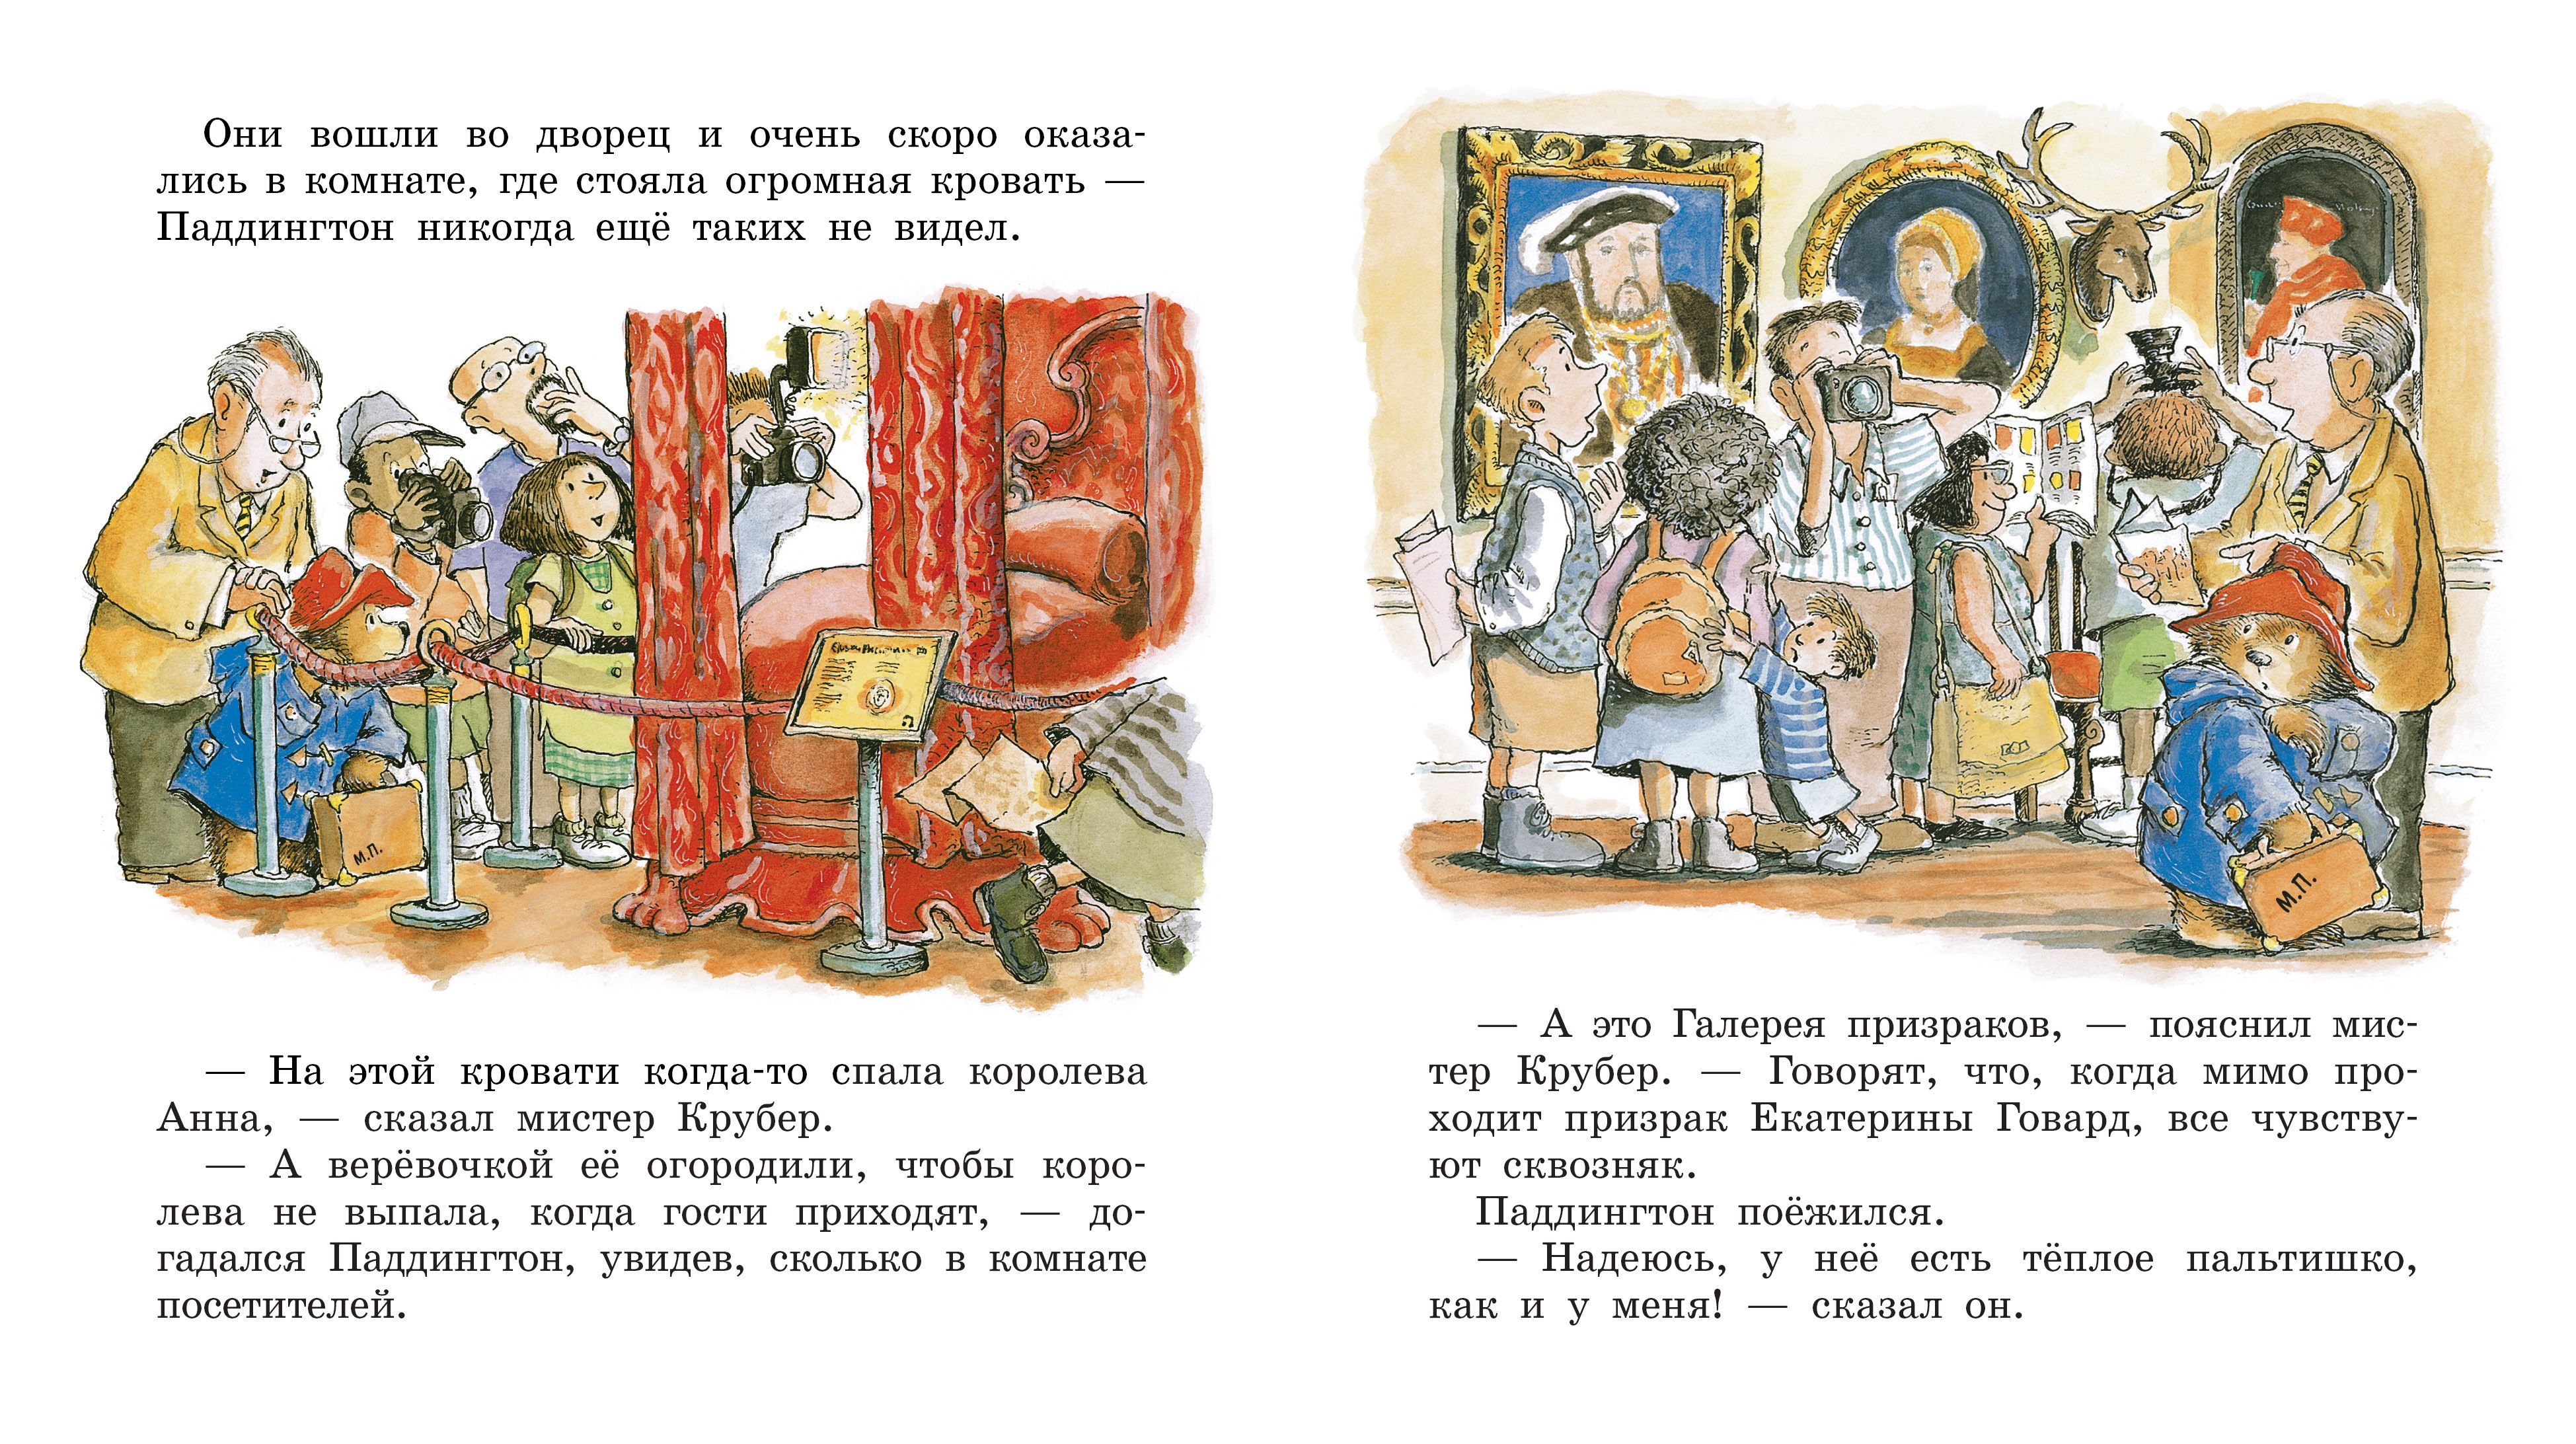 Они вошли во дворец и очень скоро оказа-
лись в комнате, где стояла огромная кровать —
Паддингтон никогда ещё таких не видел.
М.П.
— На этой кровати когда-то спала королева
Анна, — сказал мистер Крубер.
— А верёвочкой её огородили, чтобы коро-
лева не выпала, когда гости приходят, — до-
гадался Паддингтон, увидев, сколько в комнате
посетителей.
М.П.
— А это Галерея призраков, — пояснил мис-
тер Крубер. — Говорят, что, когда мимо про-
ходит призрак Екатерины Говард, все чувству-
ют сквозняк.
Паддингтон поёжился.
— Надеюсь, у неё есть тёплое пальтишко,
как и у меня! — сказал он.